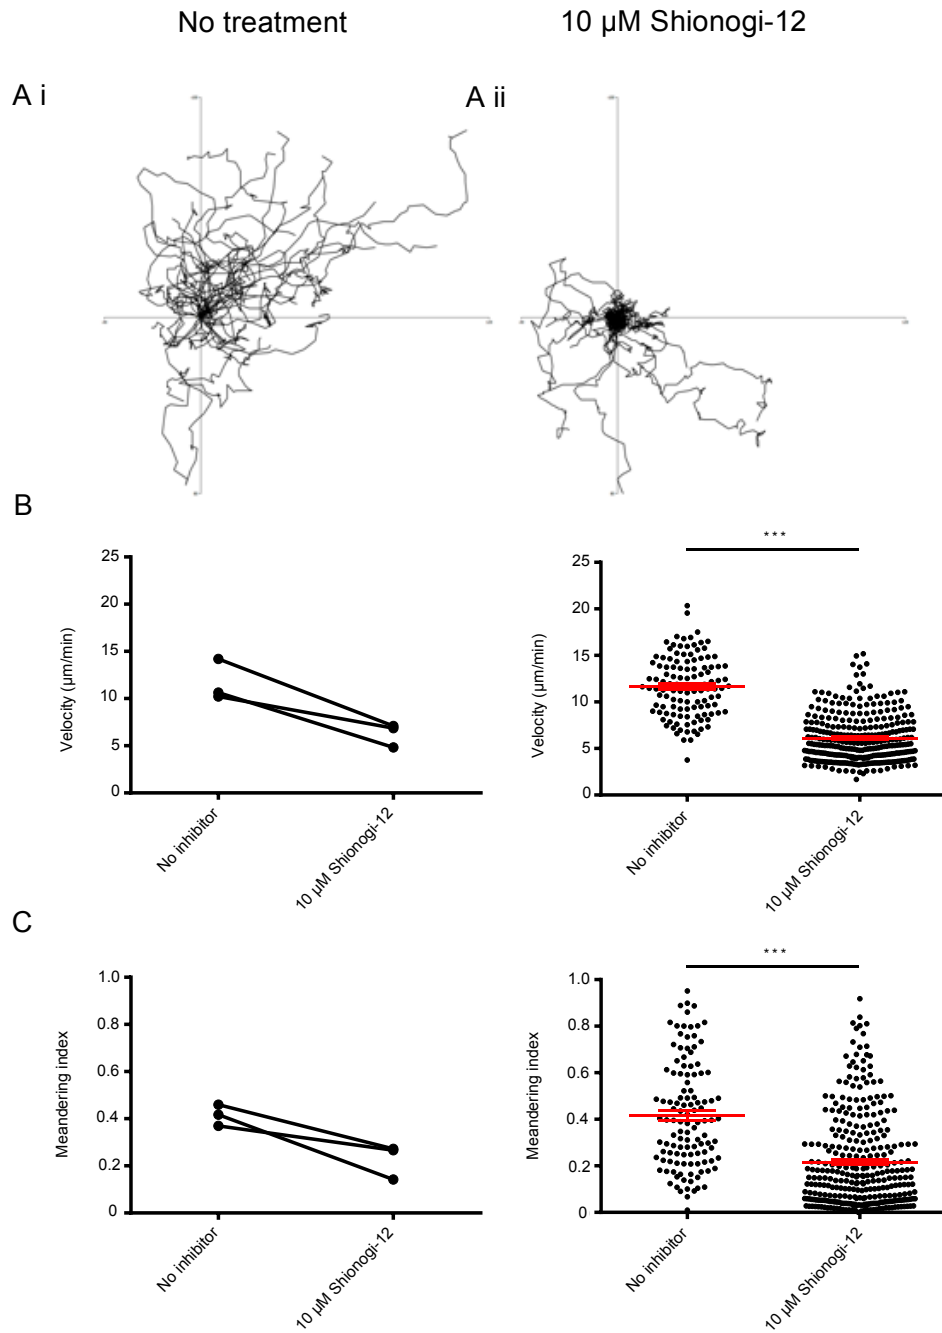 No treatment
10 µM Shionogi-12
A i
A ii
B
25
20
15
10
5
0
Velocity (µm/min)
No inhibitor
10 µM Shionogi-12
***
25
20
15
10
5
0
Velocity (µm/min)
No inhibitor
10 µM Shionogi-12
C
1.0
0.8
0.6
0.4
0.2
0
Meandering index
No inhibitor
10 µM Shionogi-12
***
1.0
0.8
0.6
0.4
0.2
0
Meandering index
No inhibitor
10 µM Shionogi-12